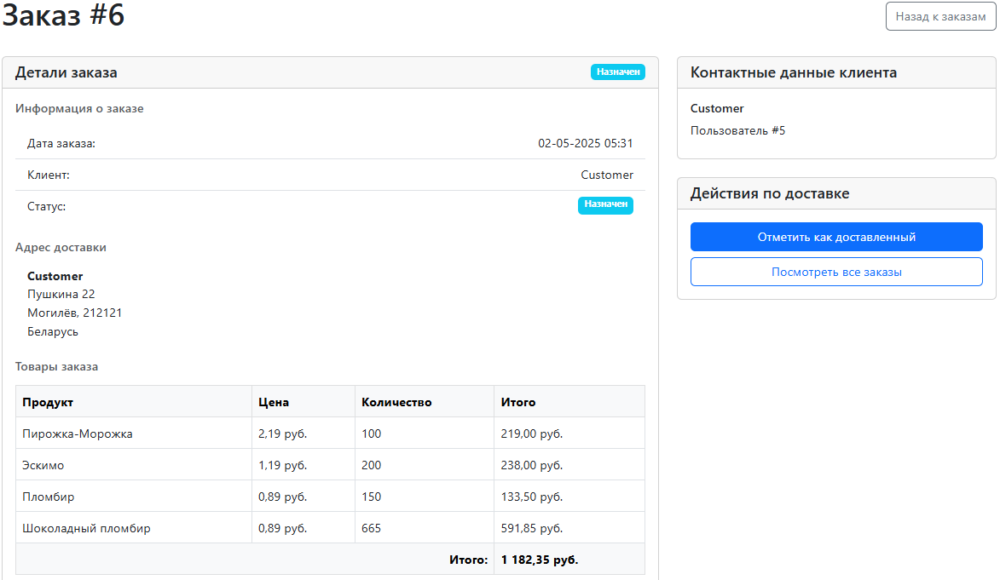 Заказ #6
Назад к заказам
Детали заказа
Назначен
Информация о заказе
Дата заказа:
02-05-2025 05:31
Клиент:
Customer
Статус:
Назначен
Адрес доставки
Customer
Пушкина 22
Могилёв, 212121
Беларусь
Товары заказа
Продукт Цена Количество Итого
Пирожка-Морожка 2,19 руб. 100 219,00 руб.
Эскимо 1,19 руб. 200 238,00 руб.
Пломбир 0,89 руб. 150 133,50 руб.
Шоколадный пломбир 0,89 руб. 665 591,85 руб.
Итого: 1 182,35 руб.
Контактные данные клиента
Customer
Пользователь #5
Действия по доставке
Отметить как доставленный
Посмотреть все заказы